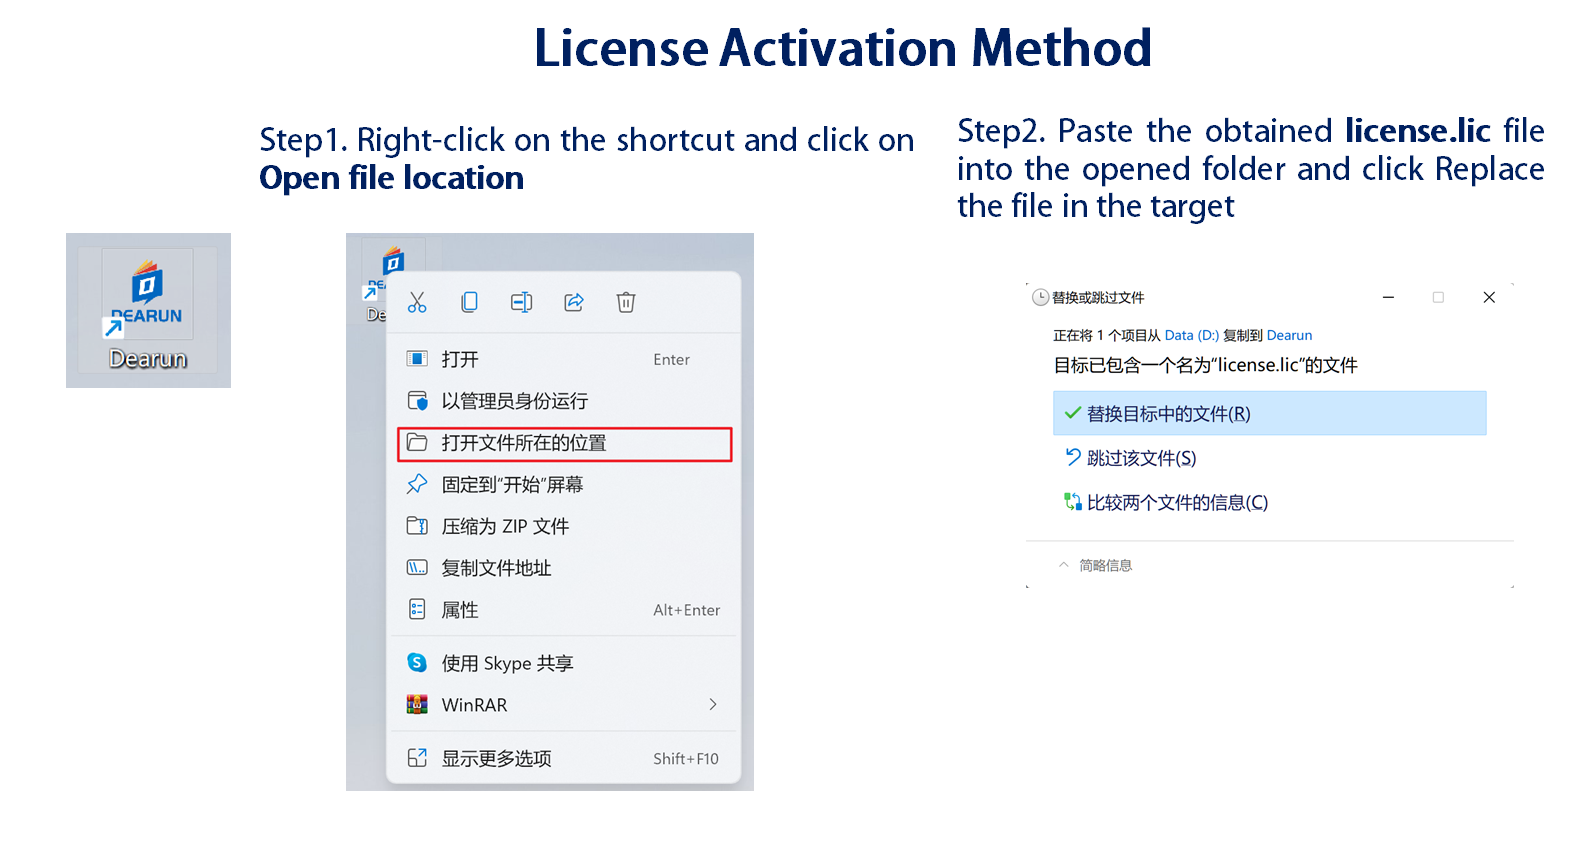 License Activation Method
Step1. Right-click on the shortcut and click on
Open file location
Step2. Paste the obtained license.lic file
into the opened folder and click Replace
the file in the target
DEARUN
Dearun
DEA
De
打开 Enter
以管理员身份运行
打开文件所在的位置
固定到“开始”屏幕
压缩为 ZIP 文件
复制文件地址
属性 Alt+Enter
使用 Skype 共享
WinRAR
显示更多选项 Shift+F10
替换或跳过文件
正在将 1 个项目从 Data (D:) 复制到 Dearun
目标已包含一个名为“license.lic”的文件
替换目标中的文件(R)
跳过该文件(S)
比较两个文件的信息(C)
简略信息